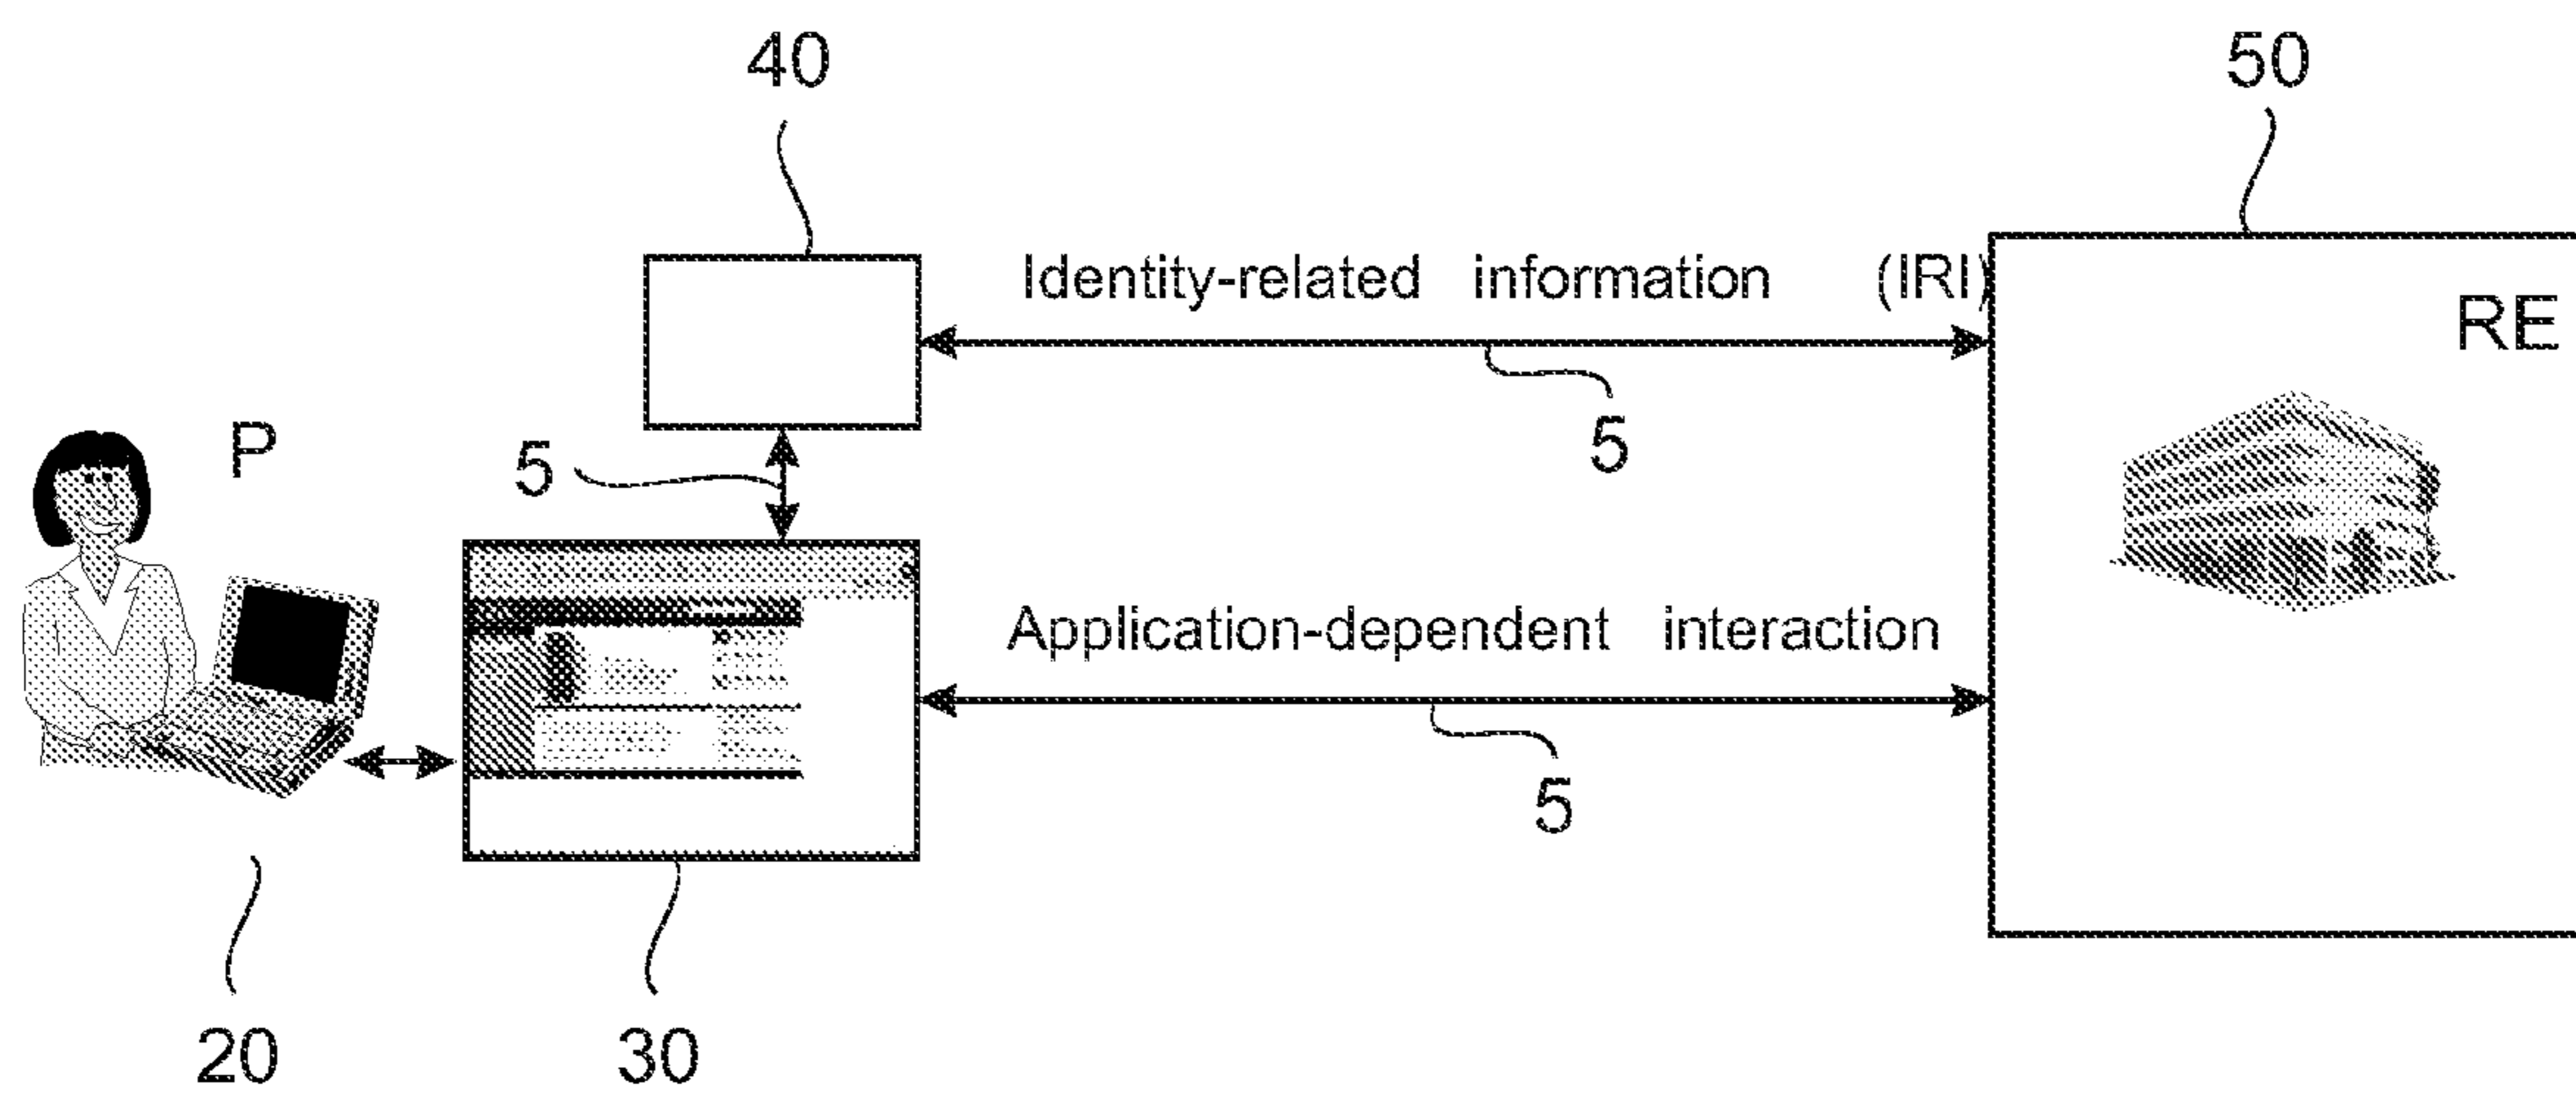 40
50
Identity-related information (IRI)
RE
P
5
5
Application-dependent interaction
5
20
30